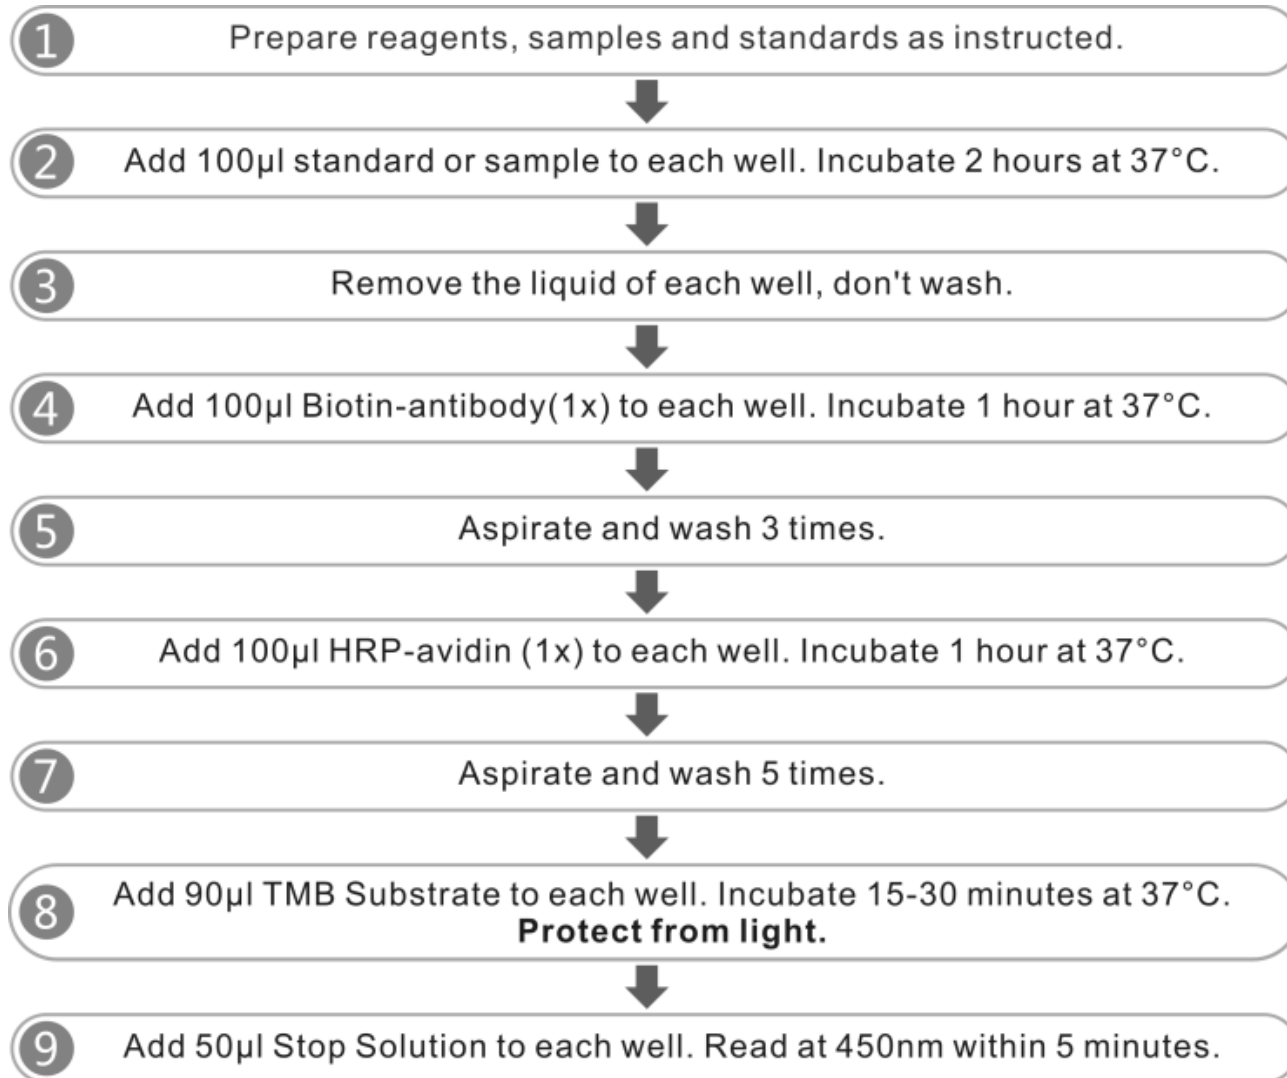 1 Prepare reagents, samples and standards as instructed.
2 Add 100µl standard or sample to each well. Incubate 2 hours at 37°C.
3 Remove the liquid of each well, don't wash.
4 Add 100µl Biotin-antibody(1x) to each well. Incubate 1 hour at 37°C.
5 Aspirate and wash 3 times.
6 Add 100µl HRP-avidin (1x) to each well. Incubate 1 hour at 37°C.
7 Aspirate and wash 5 times.
8 Add 90µl TMB Substrate to each well. Incubate 15-30 minutes at 37°C.
Protect from light.
9 Add 50µl Stop Solution to each well. Read at 450nm within 5 minutes.